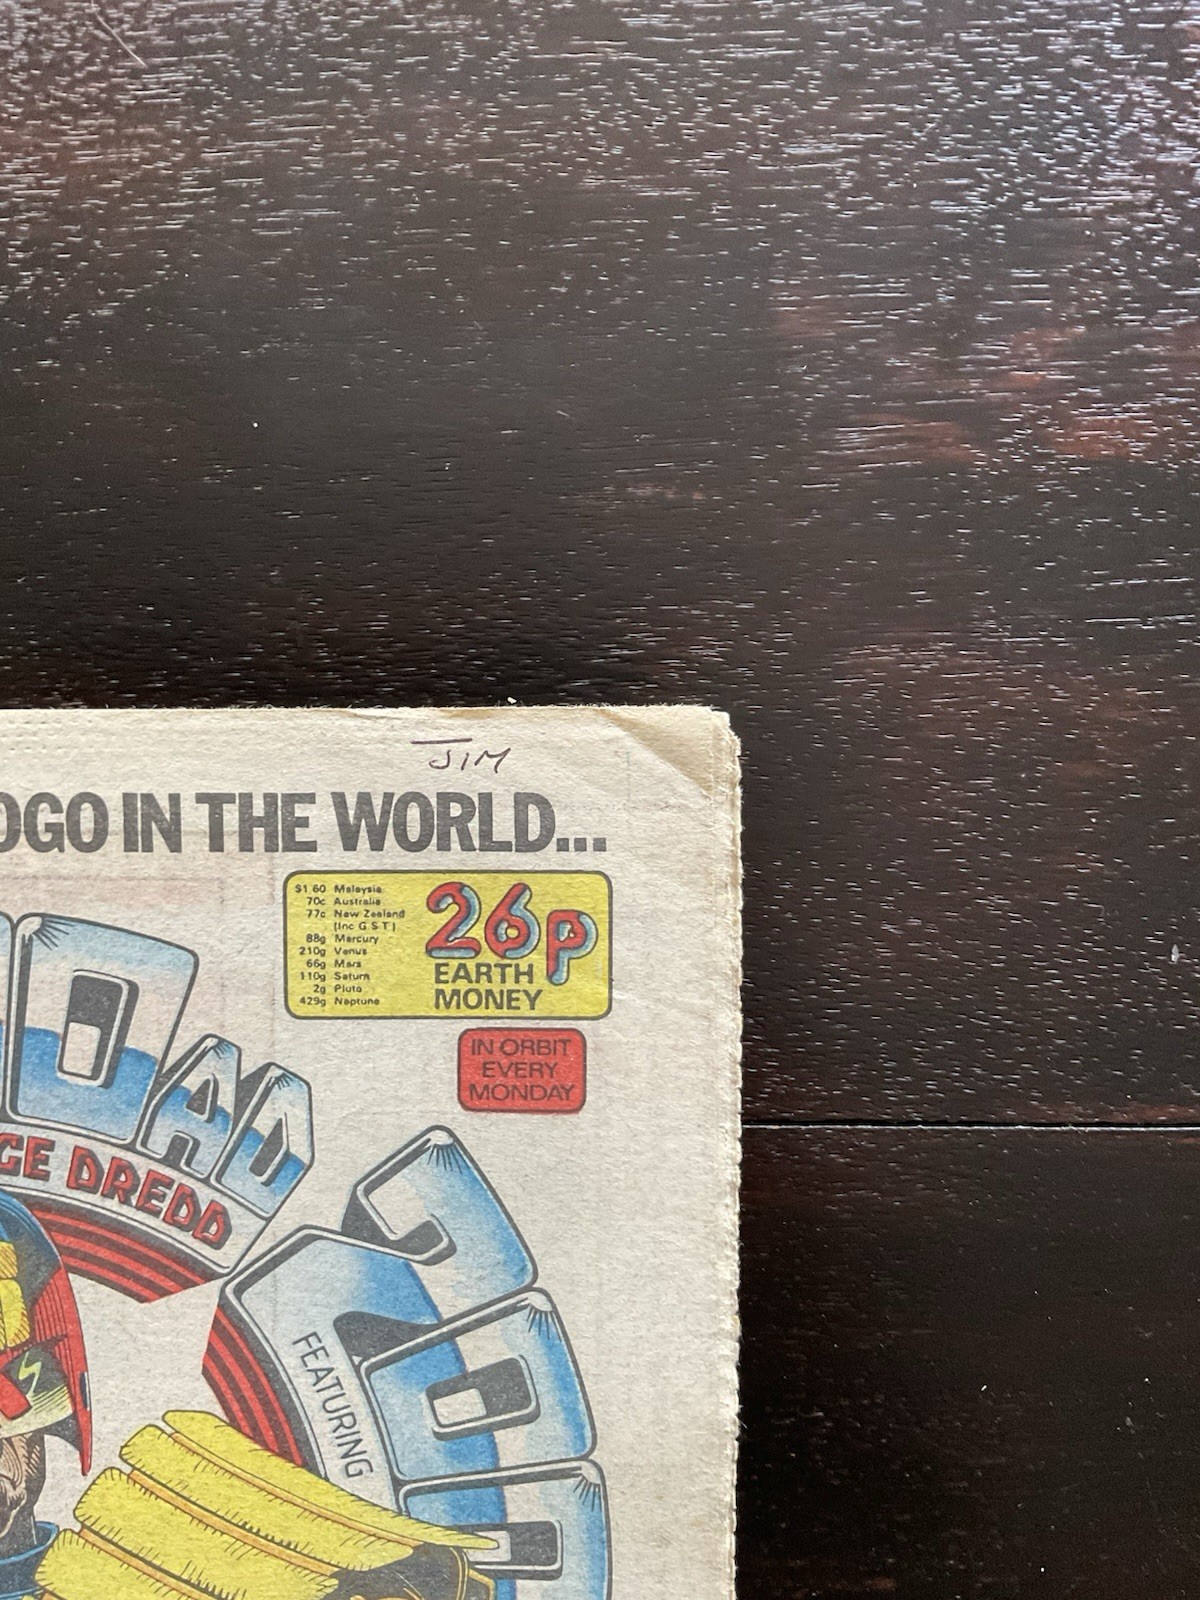 JIM
OGO IN THE WORLD...
$1.60 Malaysia
70c Australia
77c New Zealand
(Inc G S T)
88g Mercury
210g Venus
66g Mars
110g Saturn
2g Pluto
429g Neptune
26p
EARTH
MONEY
IN ORBIT
EVERY
MONDAY
GE DREDD
FEATURING